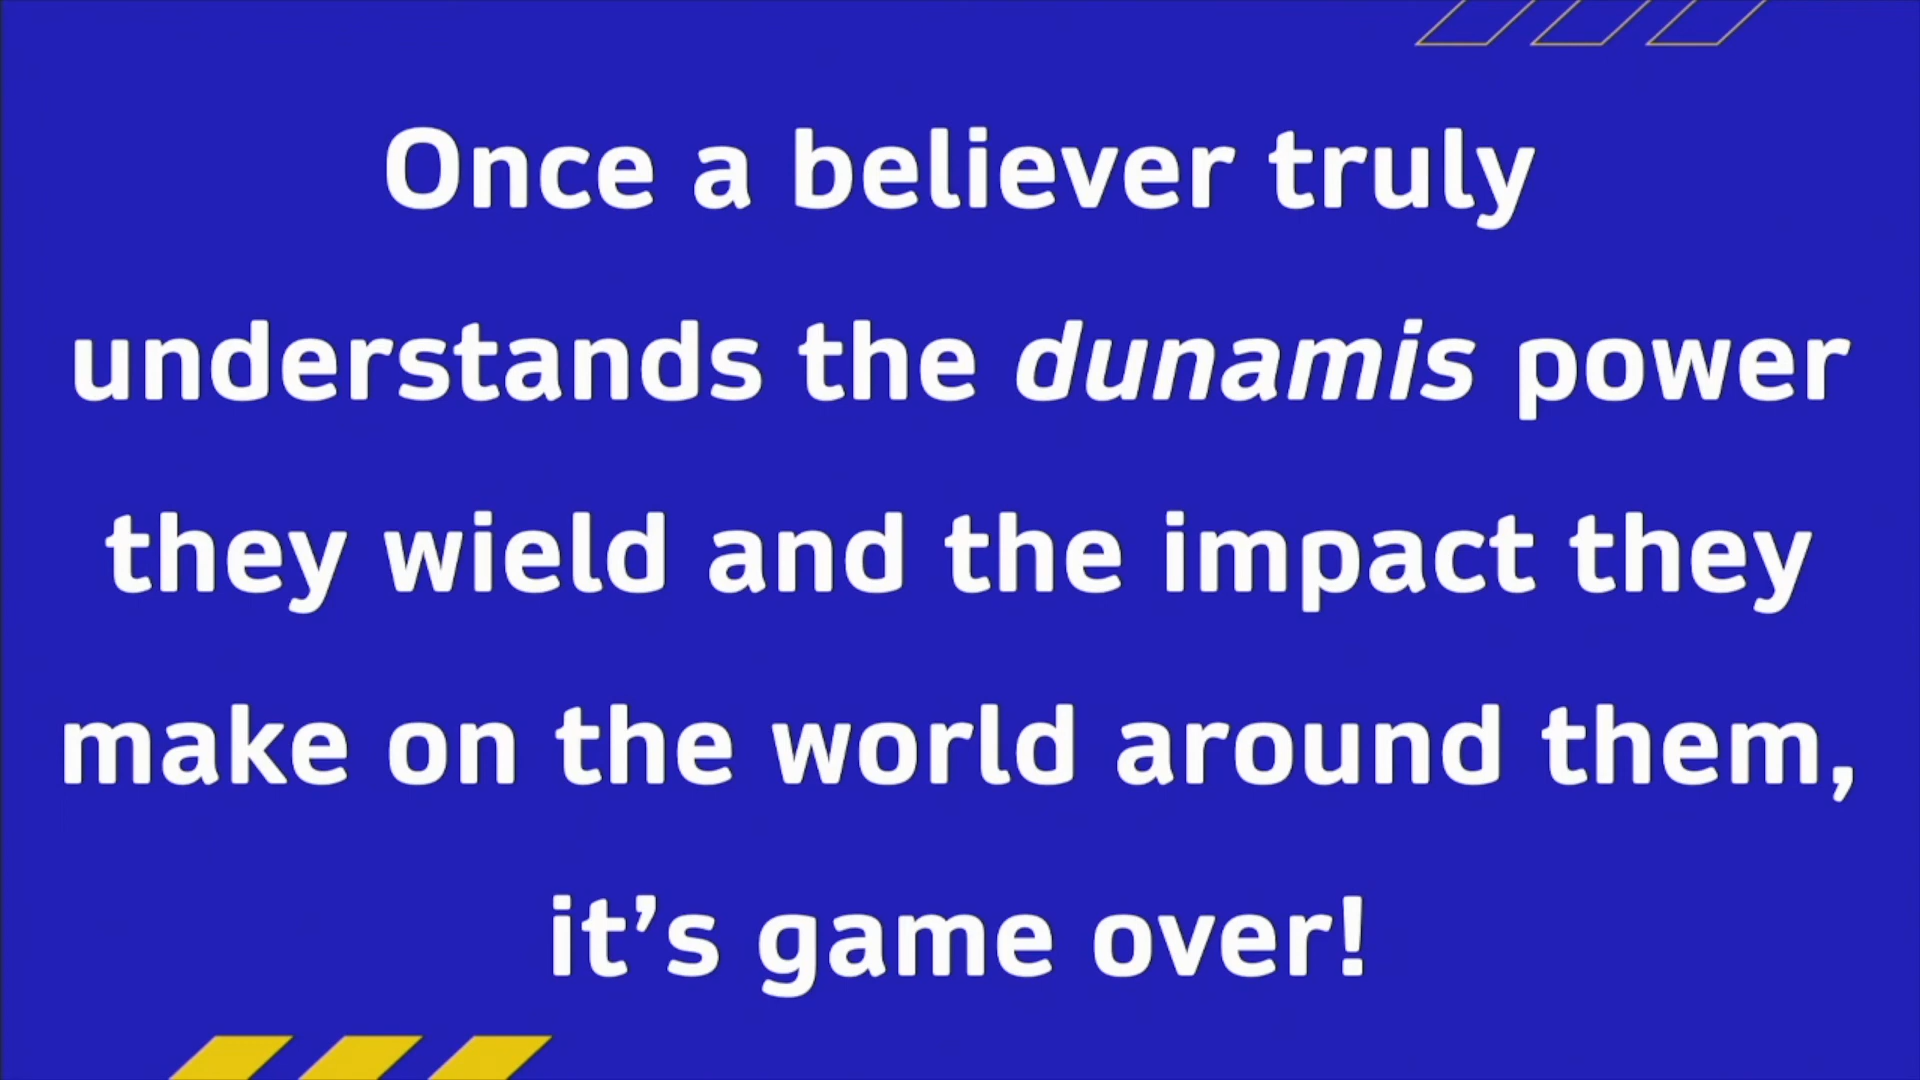 Once a believer truly
understands the dunamis power
they wield and the impact they
make on the world around them,
it’s game over!